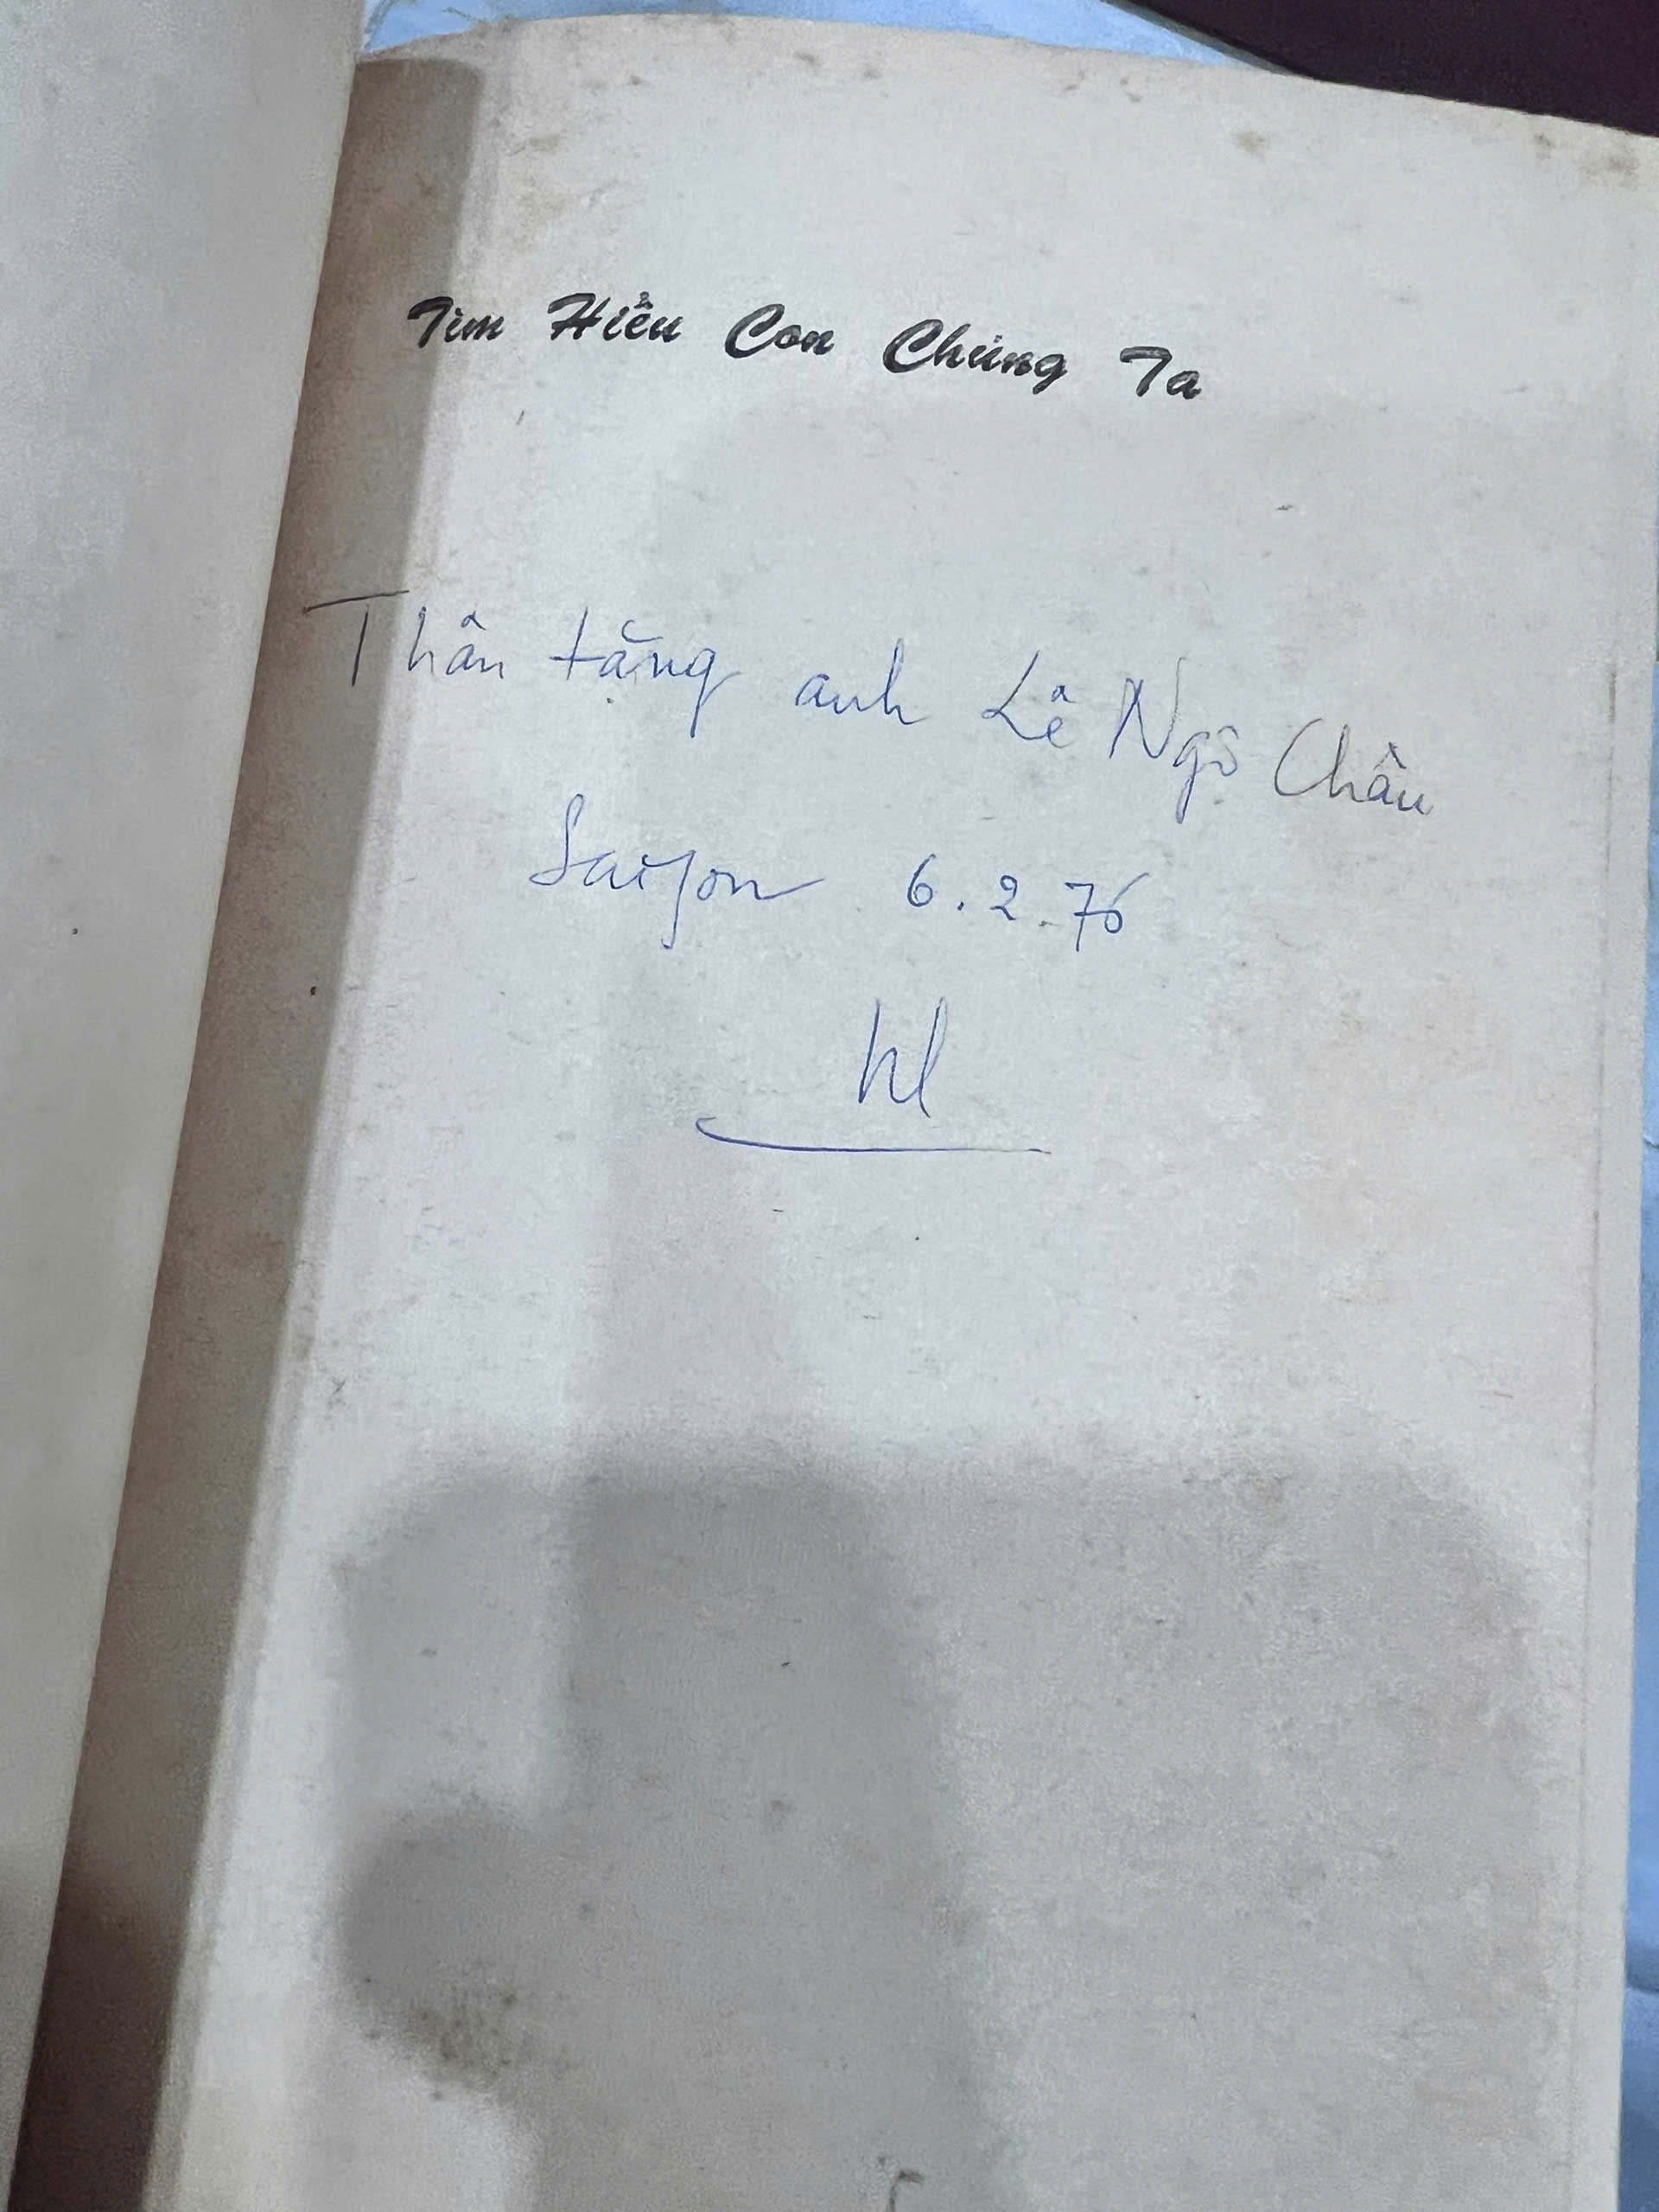 Tìm Hiểu Con Chúng Ta
Thân tặng anh Lê Ngộ Châu
Saigon 6.2.76